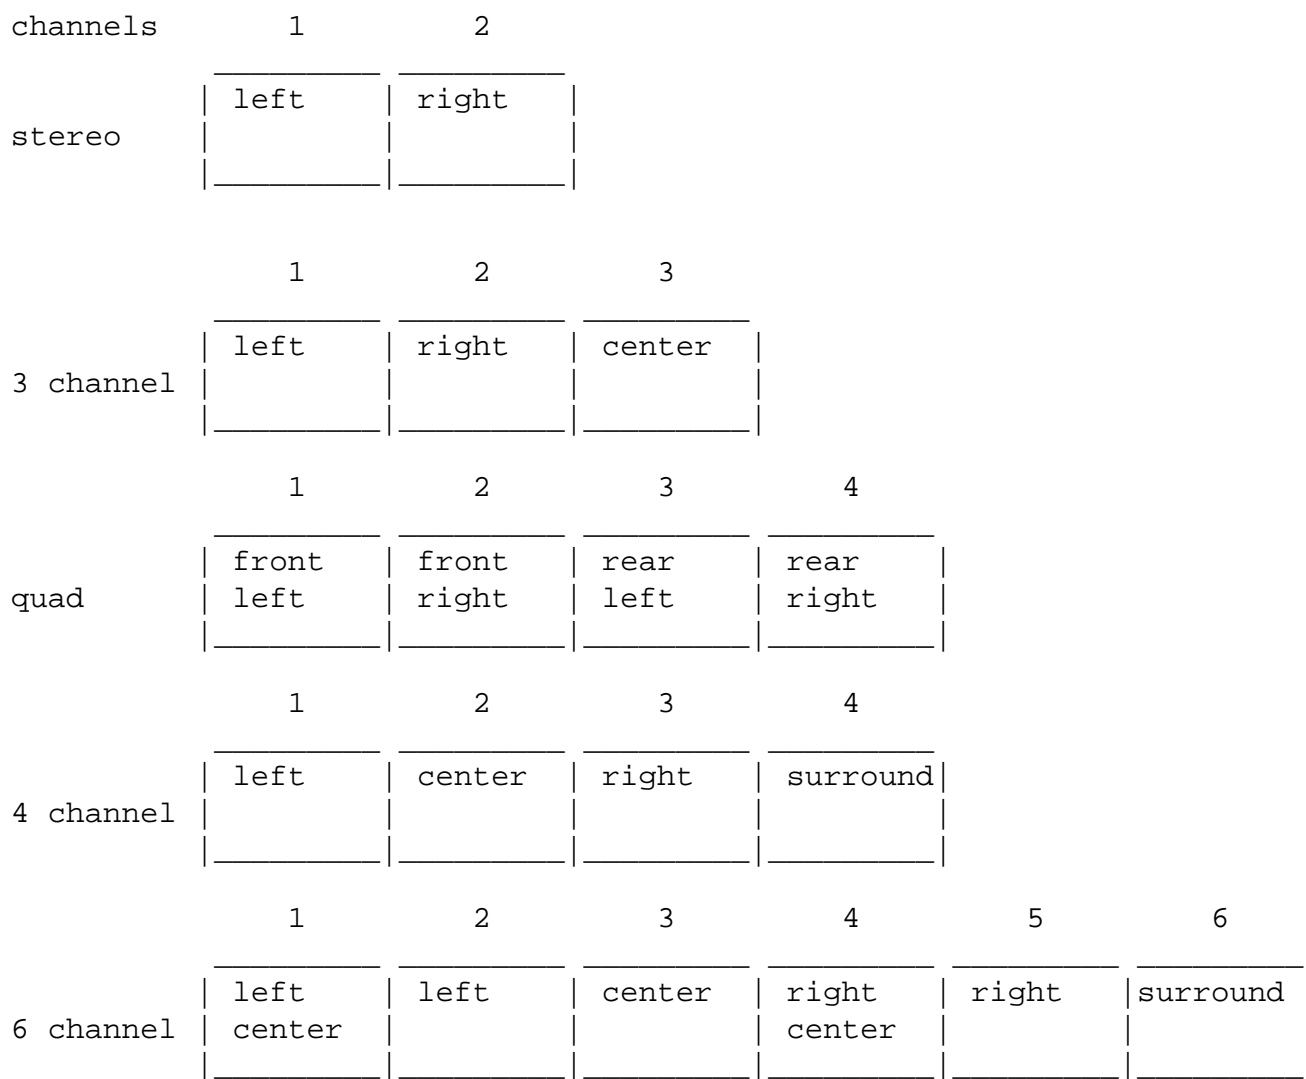 channels 1 2
left right
stereo
1 2 3
left right center
3 channel
1 2 3 4
front front rear rear
quad left right left right
1 2 3 4
left center right surround
4 channel
1 2 3 4 5 6
left left center right right surround
6 channel center center